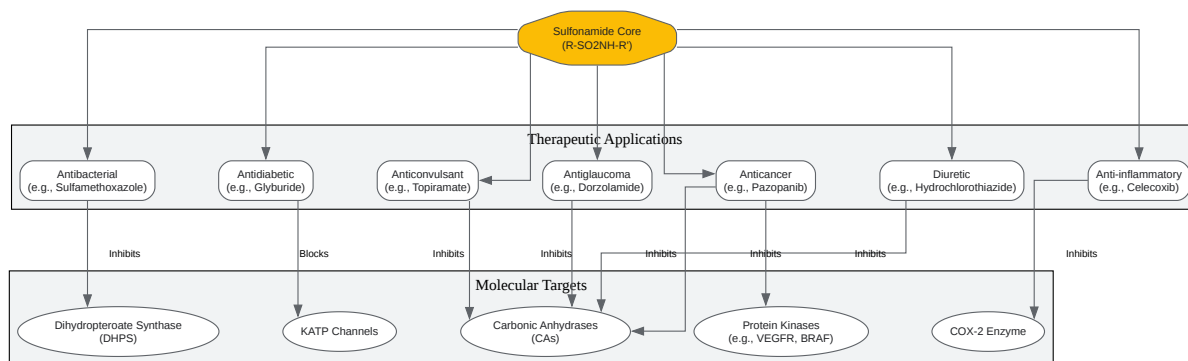 Sulfonamide Core
(R-SO2NH-R')
Therapeutic Applications
Antibacterial
(e.g., Sulfamethoxazole)
Antidiabetic
(e.g., Glyburide)
Anticonvulsant
(e.g., Topiramate)
Antiglaucoma
(e.g., Dorzolamide)
Anticancer
(e.g., Pazopanib)
Diuretic
(e.g., Hydrochlorothiazide)
Anti-inflammatory
(e.g., Celecoxib)
Inhibits
Blocks
Inhibits
Inhibits
Inhibits
Inhibits
Inhibits
Inhibits
Molecular Targets
Dihydropteroate Synthase
(DHPS)
KATP Channels
Carbonic Anhydrases
(CAs)
Protein Kinases
(e.g., VEGFR, BRAF)
COX-2 Enzyme